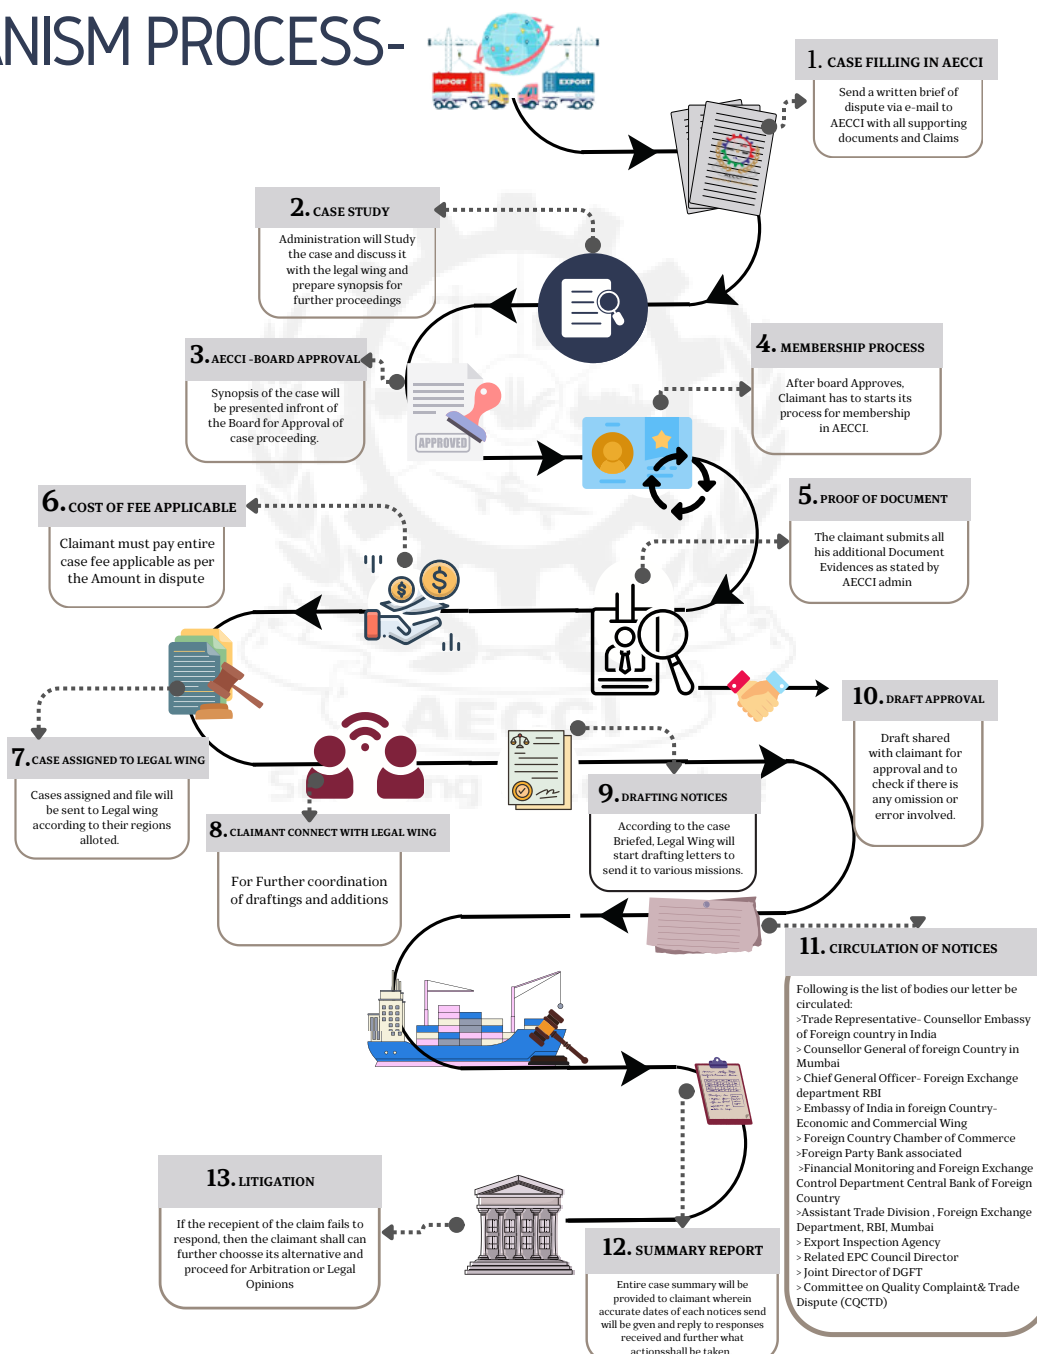 ANISM PROCESS-
IMPORT
EXPORT
1. CASE FILLING IN AECCI
Send a written brief of
dispute via e-mail to
AECCI with all supporting
documents and Claims
2. CASE STUDY
Administration will Study
the case and discuss it
with the legal wing and
prepare synopsis for
further proceedings
3. AECCI -BOARD APPROVAL
Synopsis of the case will
be presented infront of
the Board for Approval of
case proceeding.
APPROVED
4. MEMBERSHIP PROCESS
After board Approves,
Claimant has to starts its
process for membership
in AECCI.
5. PROOF OF DOCUMENT
The claimant submits all
his additional Document
Evidences as stated by
AECCI admin
6. COST OF FEE APPLICABLE
Claimant must pay entire
case fee applicable as per
the Amount in dispute
7. CASE ASSIGNED TO LEGAL WING
Cases assigned and file will
be sent to Legal wing
according to their regions
alloted.
8. CLAIMANT CONNECT WITH LEGAL WING
For Further coordination
of draftings and additions
9. DRAFTING NOTICES
According to the case
Briefed, Legal Wing will
start drafting letters to
send it to various missions.
10. DRAFT APPROVAL
Draft shared
with claimant for
approval and to
check if there is
any omission or
error involved.
AECCI
11. CIRCULATION OF NOTICES
Following is the list of bodies our letter be
circulated:
>Trade Representative- Counsellor Embassy
of Foreign country in India
> Counsellor General of foreign Country in
Mumbai
> Chief General Officer- Foreign Exchange
department RBI
> Embassy of India in foreign Country-
Economic and Commercial Wing
> Foreign Country Chamber of Commerce
>Foreign Party Bank associated
>Financial Monitoring and Foreign Exchange
Control Department Central Bank of Foreign
Country
>Assistant Trade Division , Foreign Exchange
Department, RBI, Mumbai
> Export Inspection Agency
> Related EPC Council Director
> Joint Director of DGFT
> Committee on Quality Complaint& Trade
Dispute (CQCTD)
12. SUMMARY REPORT
Entire case summary will be
provided to claimant wherein
accurate dates of each notices send
will be gven and reply to responses
received and further what
actionsshall be taken
13. LITIGATION
If the recepient of the claim fails to
respond, then the claimant shall can
further choosse its alternative and
proceed for Arbitration or Legal
Opinions